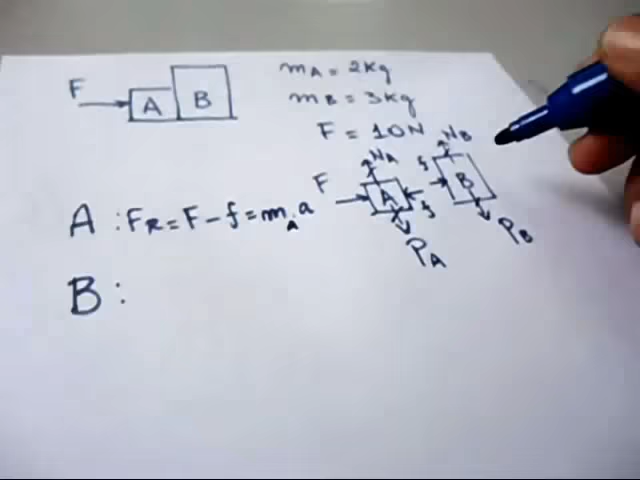 F
A B
mA = 2Kg
mB = 3Kg
F = 10N
F NA A f PA
f NB B PB
A : FR = F - f = mA.a
B :